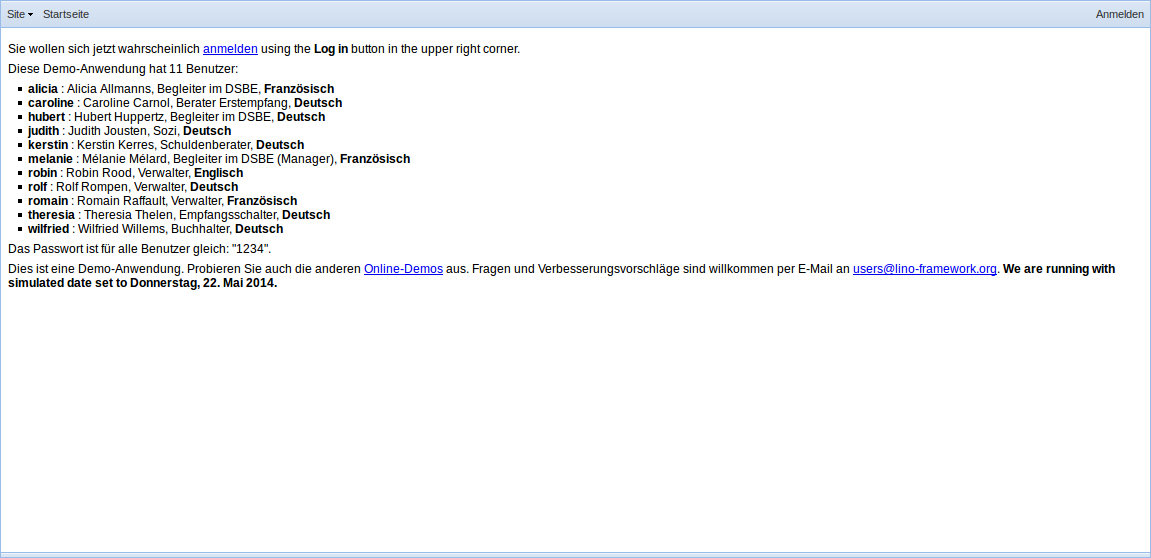 Site Startseite Anmelden
Sie wollen sich jetzt wahrscheinlich anmelden using the Log in button in the upper right corner.
Diese Demo-Anwendung hat 11 Benutzer:
alicia : Alicia Allmanns, Begleiter im DSBE, Französisch
caroline : Caroline Carnol, Berater Erstempfang, Deutsch
hubert : Hubert Huppertz, Begleiter im DSBE, Deutsch
judith : Judith Jousten, Sozi, Deutsch
kerstin : Kerstin Kerres, Schuldenberater, Deutsch
melanie : Mélanie Mélard, Begleiter im DSBE (Manager), Französisch
robin : Robin Rood, Verwalter, Englisch
rolf : Rolf Rompen, Verwalter, Deutsch
romain : Romain Raffault, Verwalter, Französisch
theresia : Theresia Thelen, Empfangsschalter, Deutsch
wilfried : Wilfried Willems, Buchhalter, Deutsch
Das Passwort ist für alle Benutzer gleich: "1234".
Dies ist eine Demo-Anwendung. Probieren Sie auch die anderen Online-Demos aus. Fragen und Verbesserungsvorschläge sind willkommen per E-Mail an users@lino-framework.org. We are running with
simulated date set to Donnerstag, 22. Mai 2014.